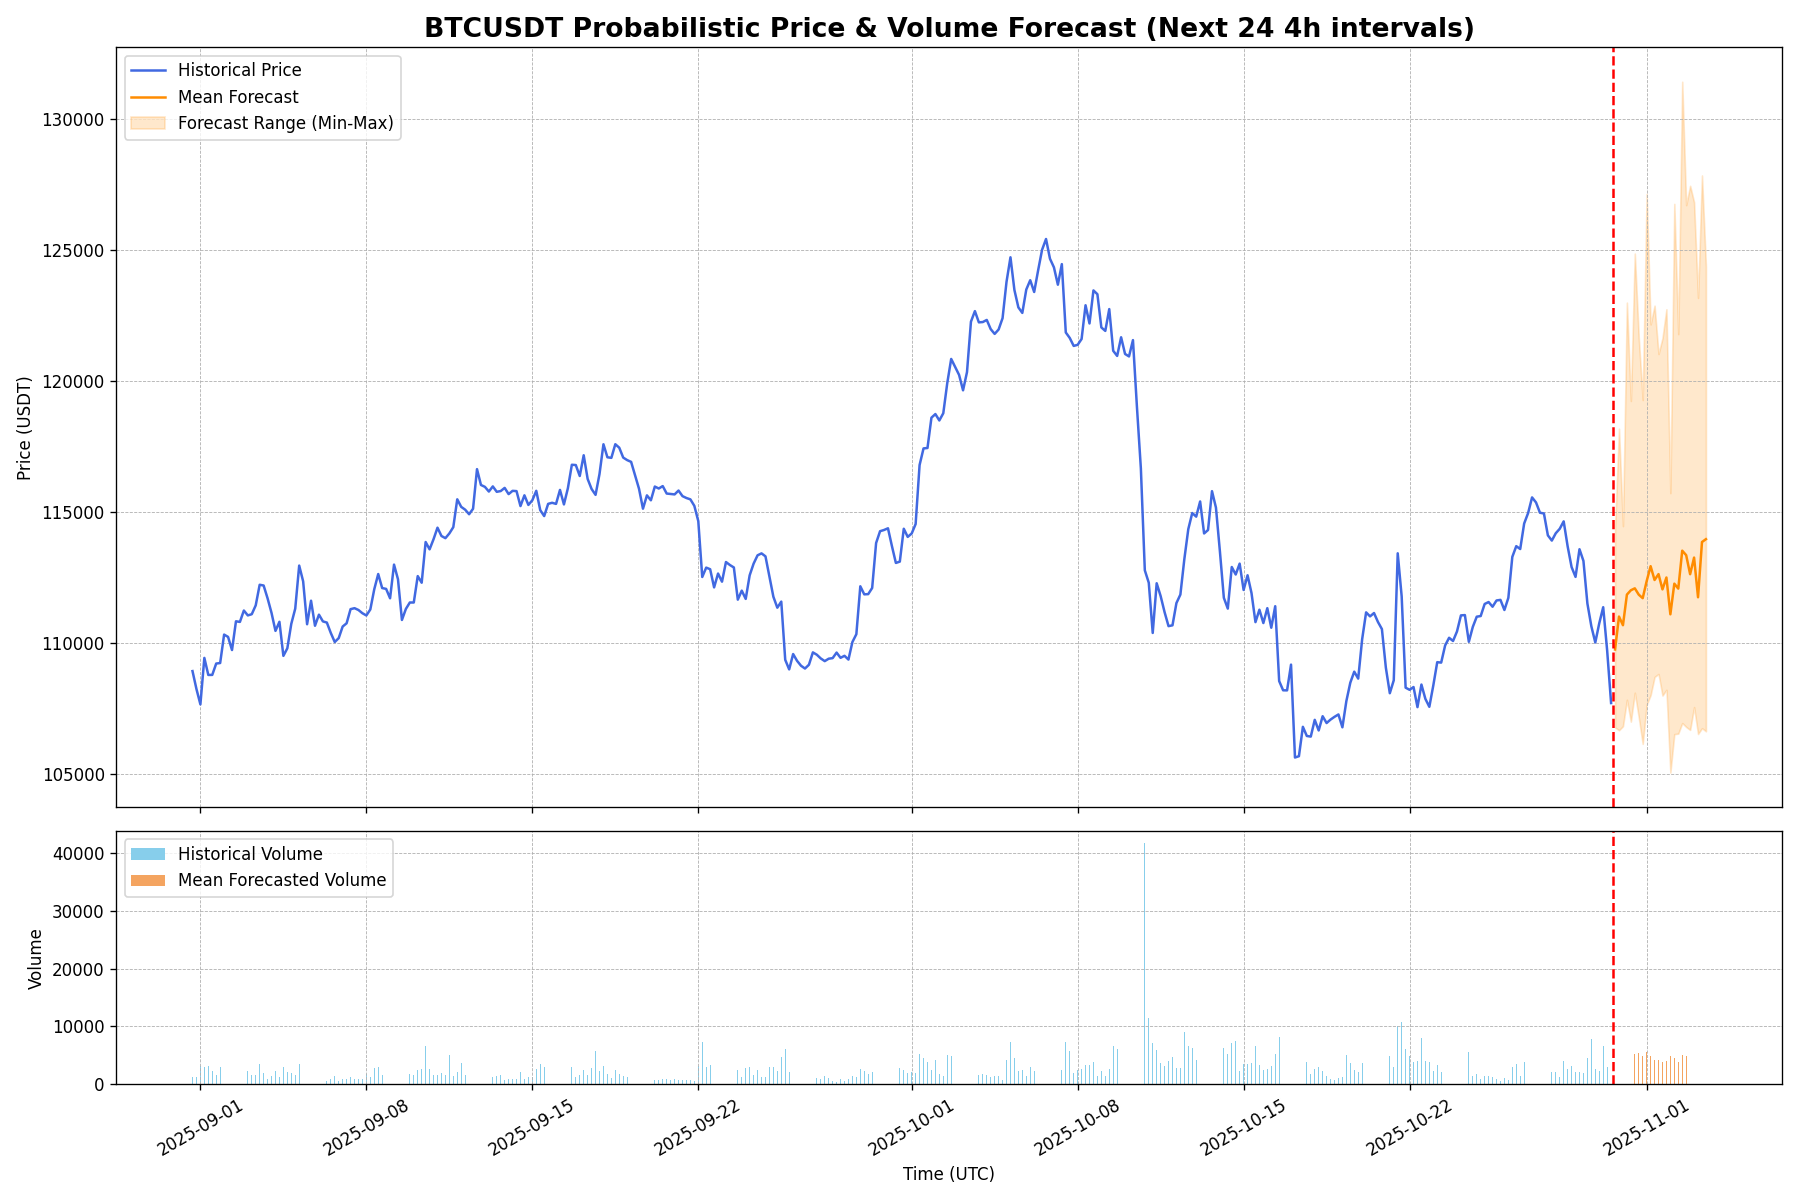 BTCUSDT Probabilistic Price & Volume Forecast (Next 24 4h intervals)
Historical Price
Mean Forecast
Forecast Range (Min-Max)
Price (USDT)
130000
125000
120000
115000
110000
105000
Historical Volume
Mean Forecasted Volume
Volume
40000
30000
20000
10000
0
2025-09-01
2025-09-08
2025-09-15
2025-09-22
2025-10-01
2025-10-08
2025-10-15
2025-10-22
2025-11-01
Time (UTC)